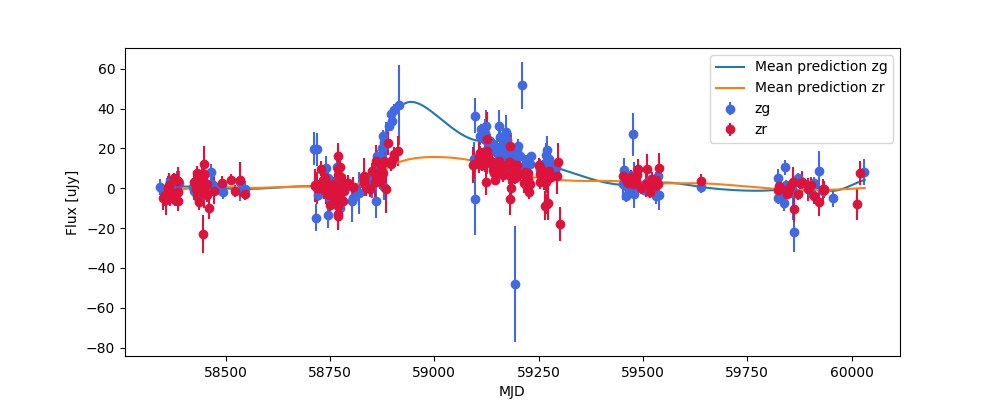 60
40
20
0
−20
−40
−60
−80
Flux [uJy]
58500
58750
59000
59250
59500
59750
60000
MJD
Mean prediction zg
Mean prediction zr
zg
zr